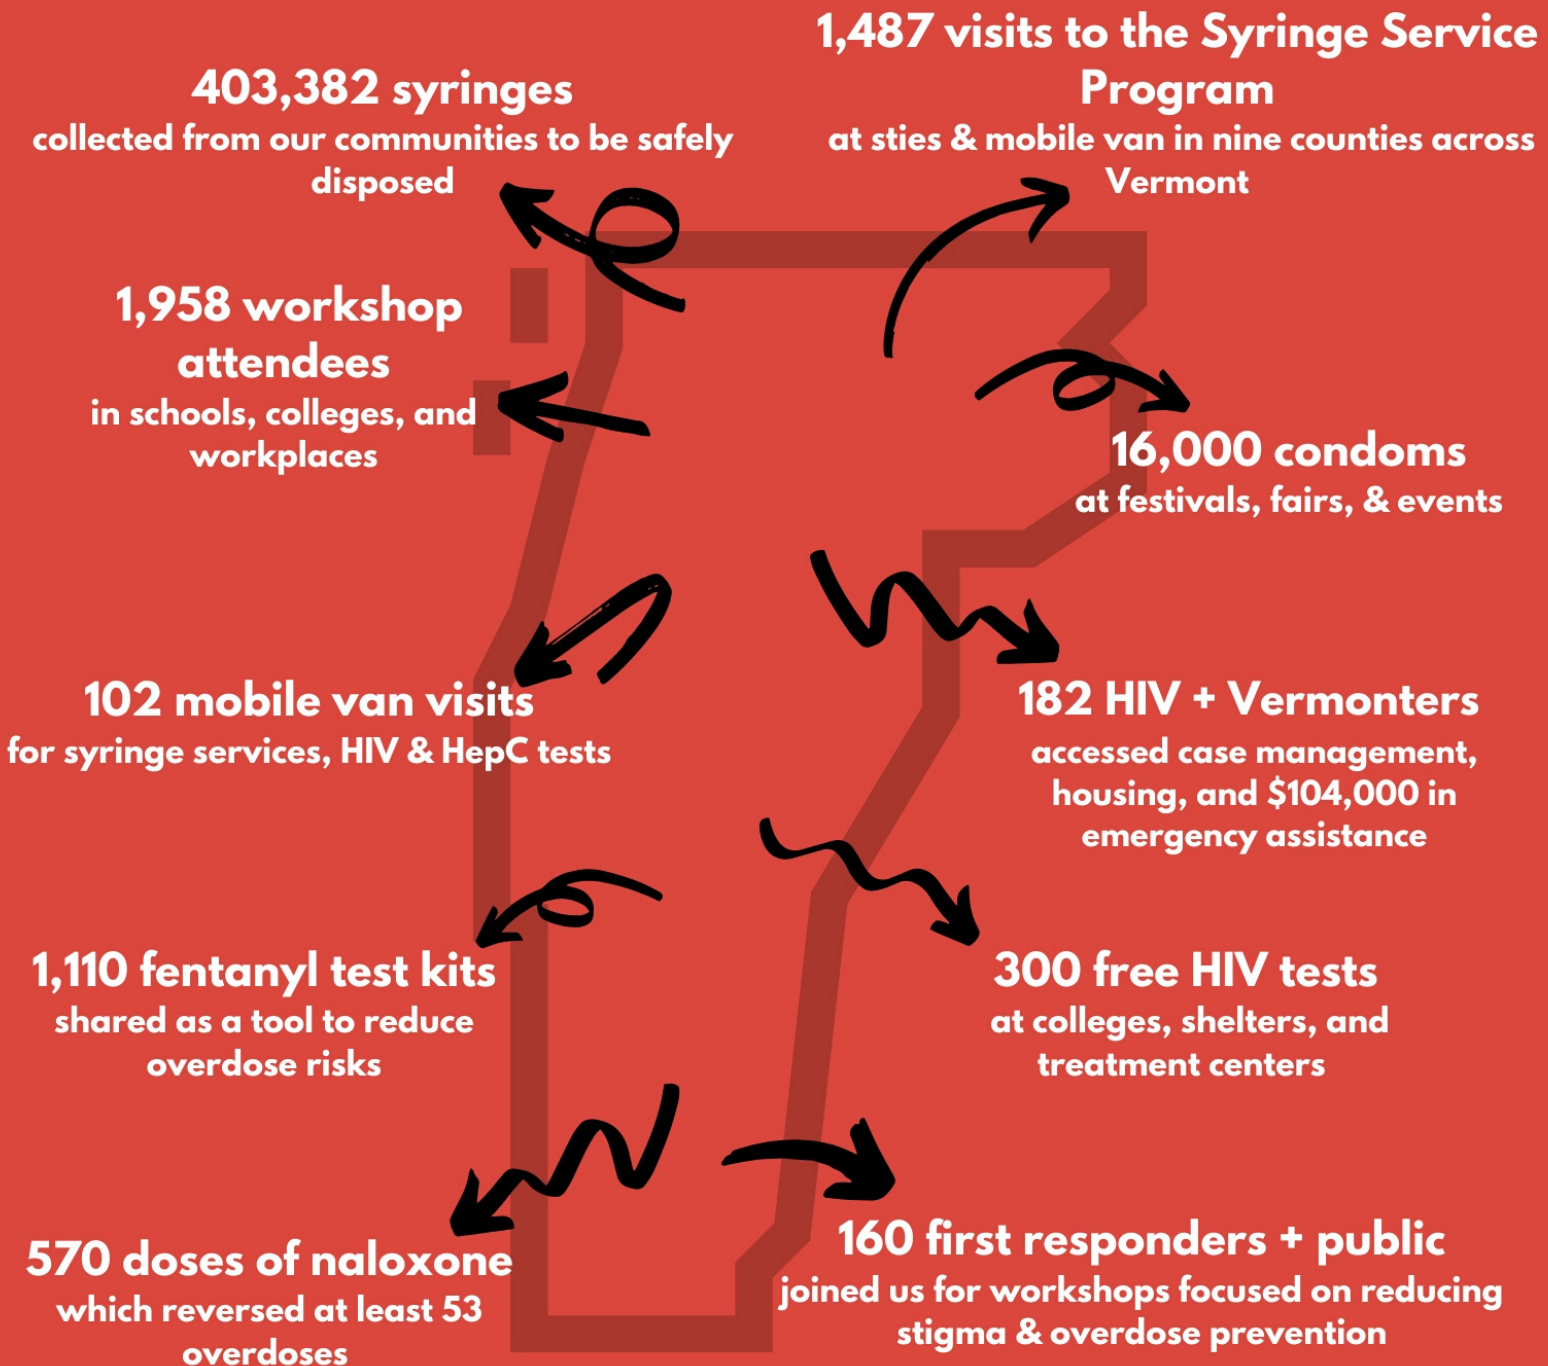 403,382 syringes
collected from our communities to be safely
disposed
1,487 visits to the Syringe Service
Program
at sties & mobile van in nine counties across
Vermont
1,958 workshop
attendees
in schools, colleges, and
workplaces
16,000 condoms
at festivals, fairs, & events
102 mobile van visits
for syringe services, HIV & HepC tests
182 HIV + Vermonters
accessed case management,
housing, and $104,000 in
emergency assistance
1,110 fentanyl test kits
shared as a tool to reduce
overdose risks
300 free HIV tests
at colleges, shelters, and
treatment centers
570 doses of naloxone
which reversed at least 53
overdoses
160 first responders + public
joined us for workshops focused on reducing
stigma & overdose prevention